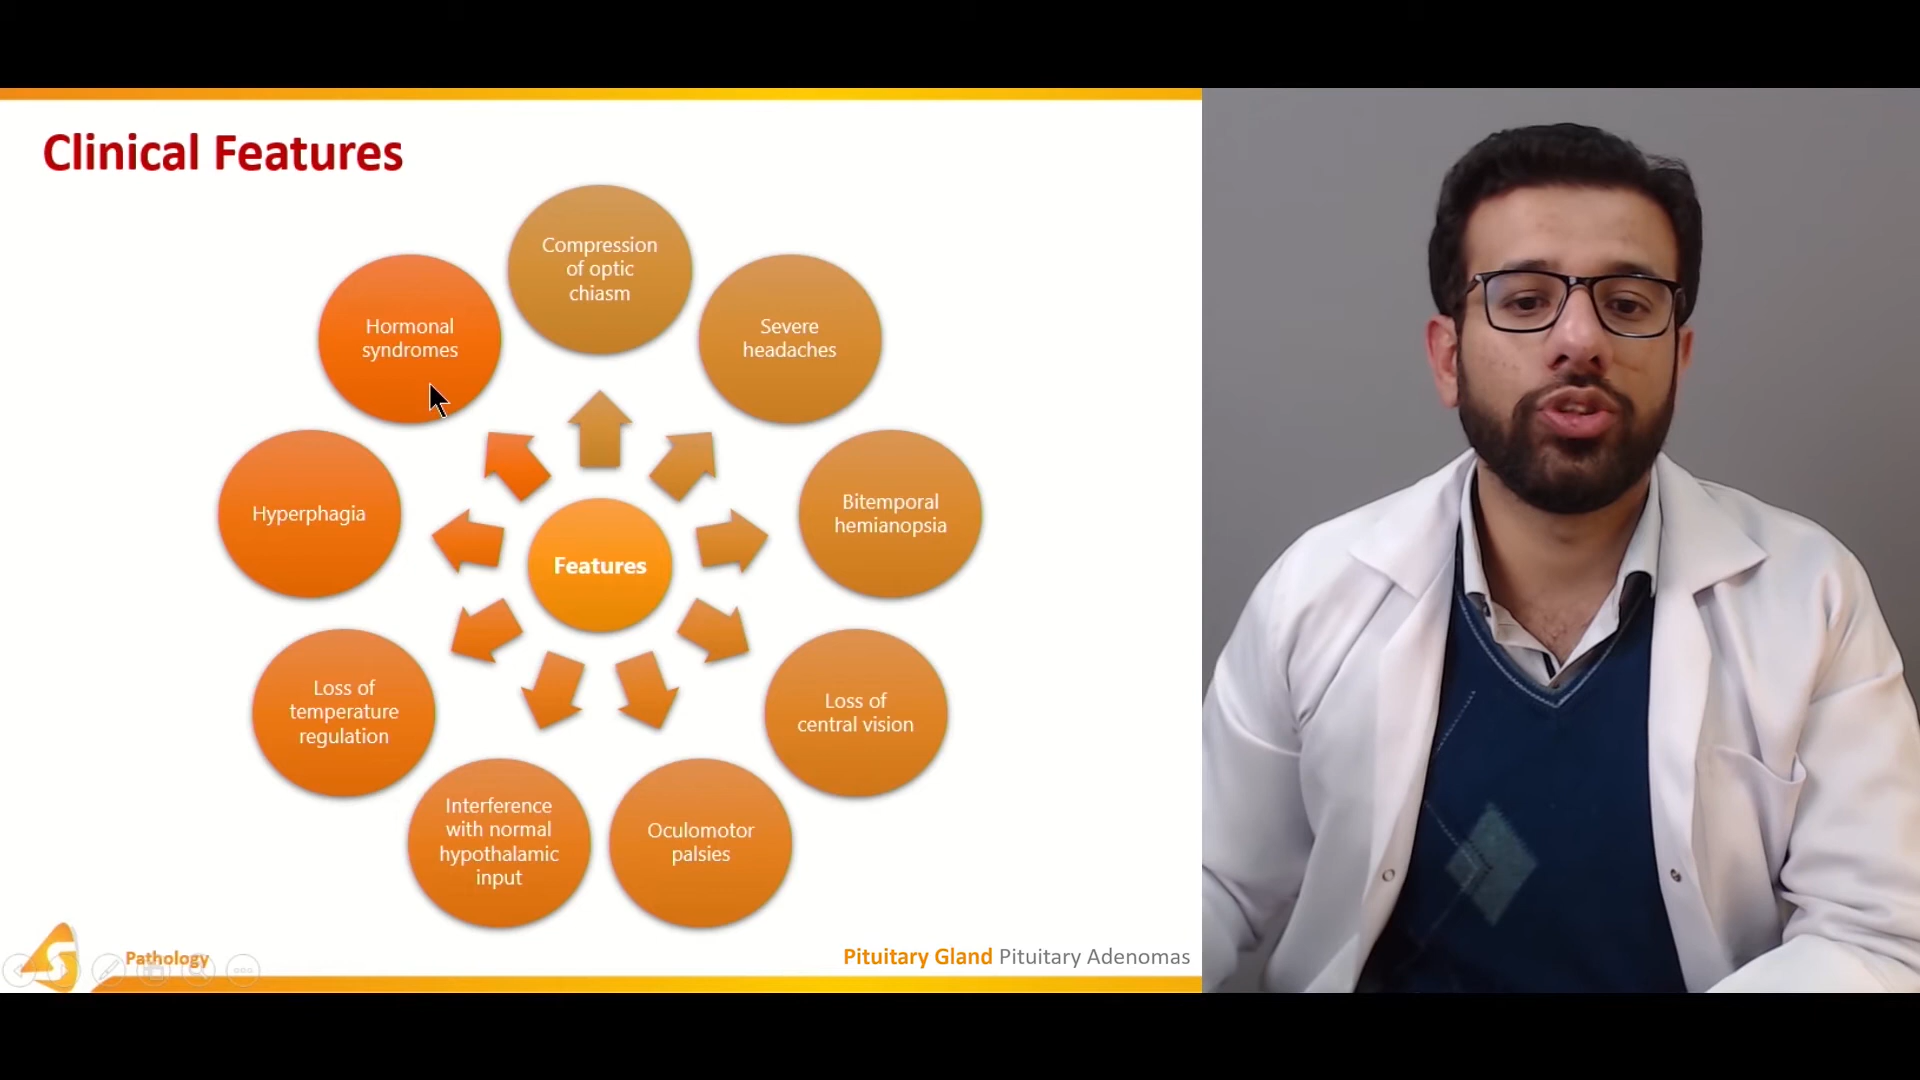 Clinical Features
Compression
of optic
chiasm
Severe
headaches
Bitemporal
hemianopsia
Loss of
central vision
Oculomotor
palsies
Interference
with normal
hypothalamic
input
Loss of
temperature
regulation
Hyperphagia
Hormonal
syndromes
Features
Pathology
Pituitary Gland Pituitary Adenomas